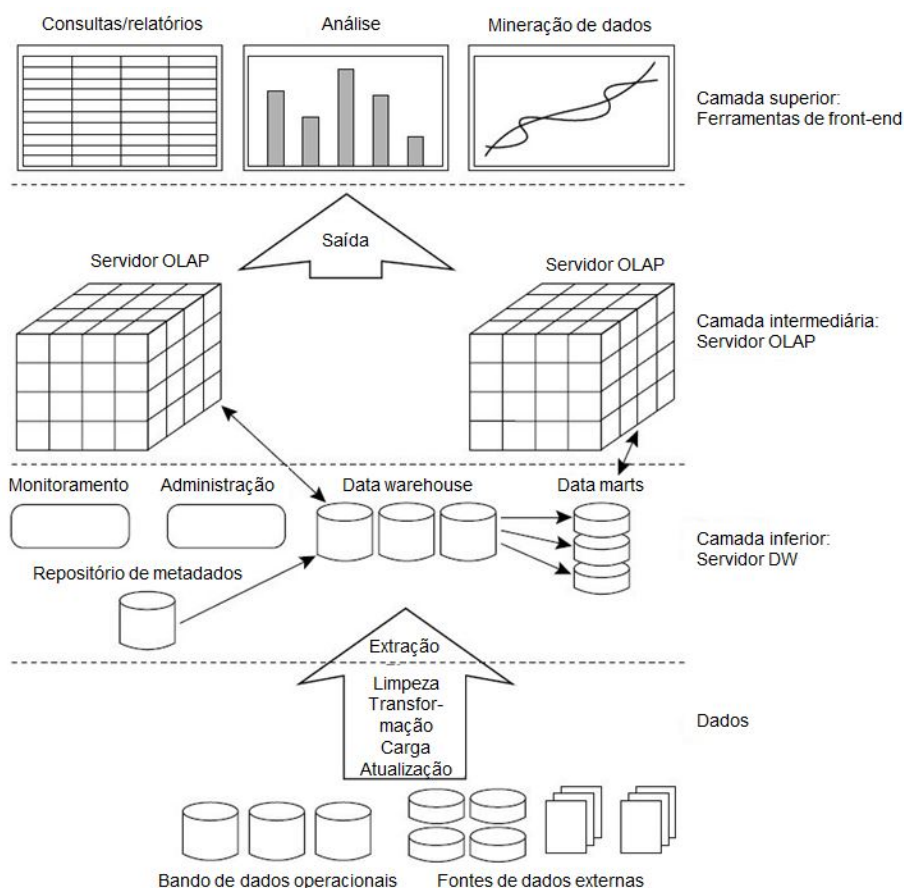 Consultas/relatórios
Análise
Mineração de dados
Camada superior:
Ferramentas de front-end
Saída
Servidor OLAP
Servidor OLAP
Camada intermediária:
Servidor OLAP
Monitoramento
Administração
Data warehouse
Data marts
Camada inferior:
Servidor DW
Repositório de metadados
Extração
Limpeza
Transfor-
mação
Carga
Atualização
Dados
Bando de dados operacionais
Fontes de dados externas